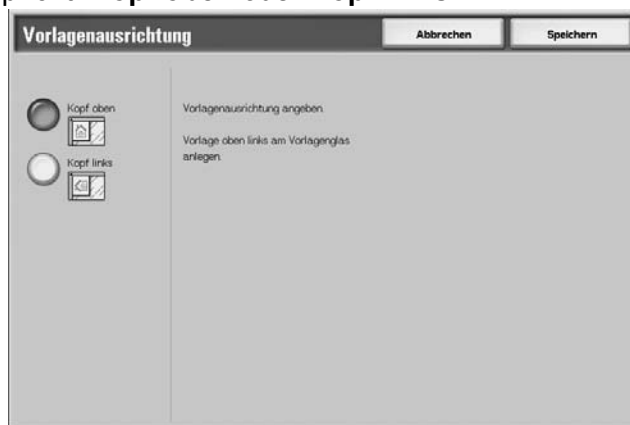 Vorlagenausrichtung
Abbrechen
Speichern
Kopf oben
Kopf links
Vorlagenausrichtung angeben.
Vorlage oben links am Vorlagenglas
anlegen.